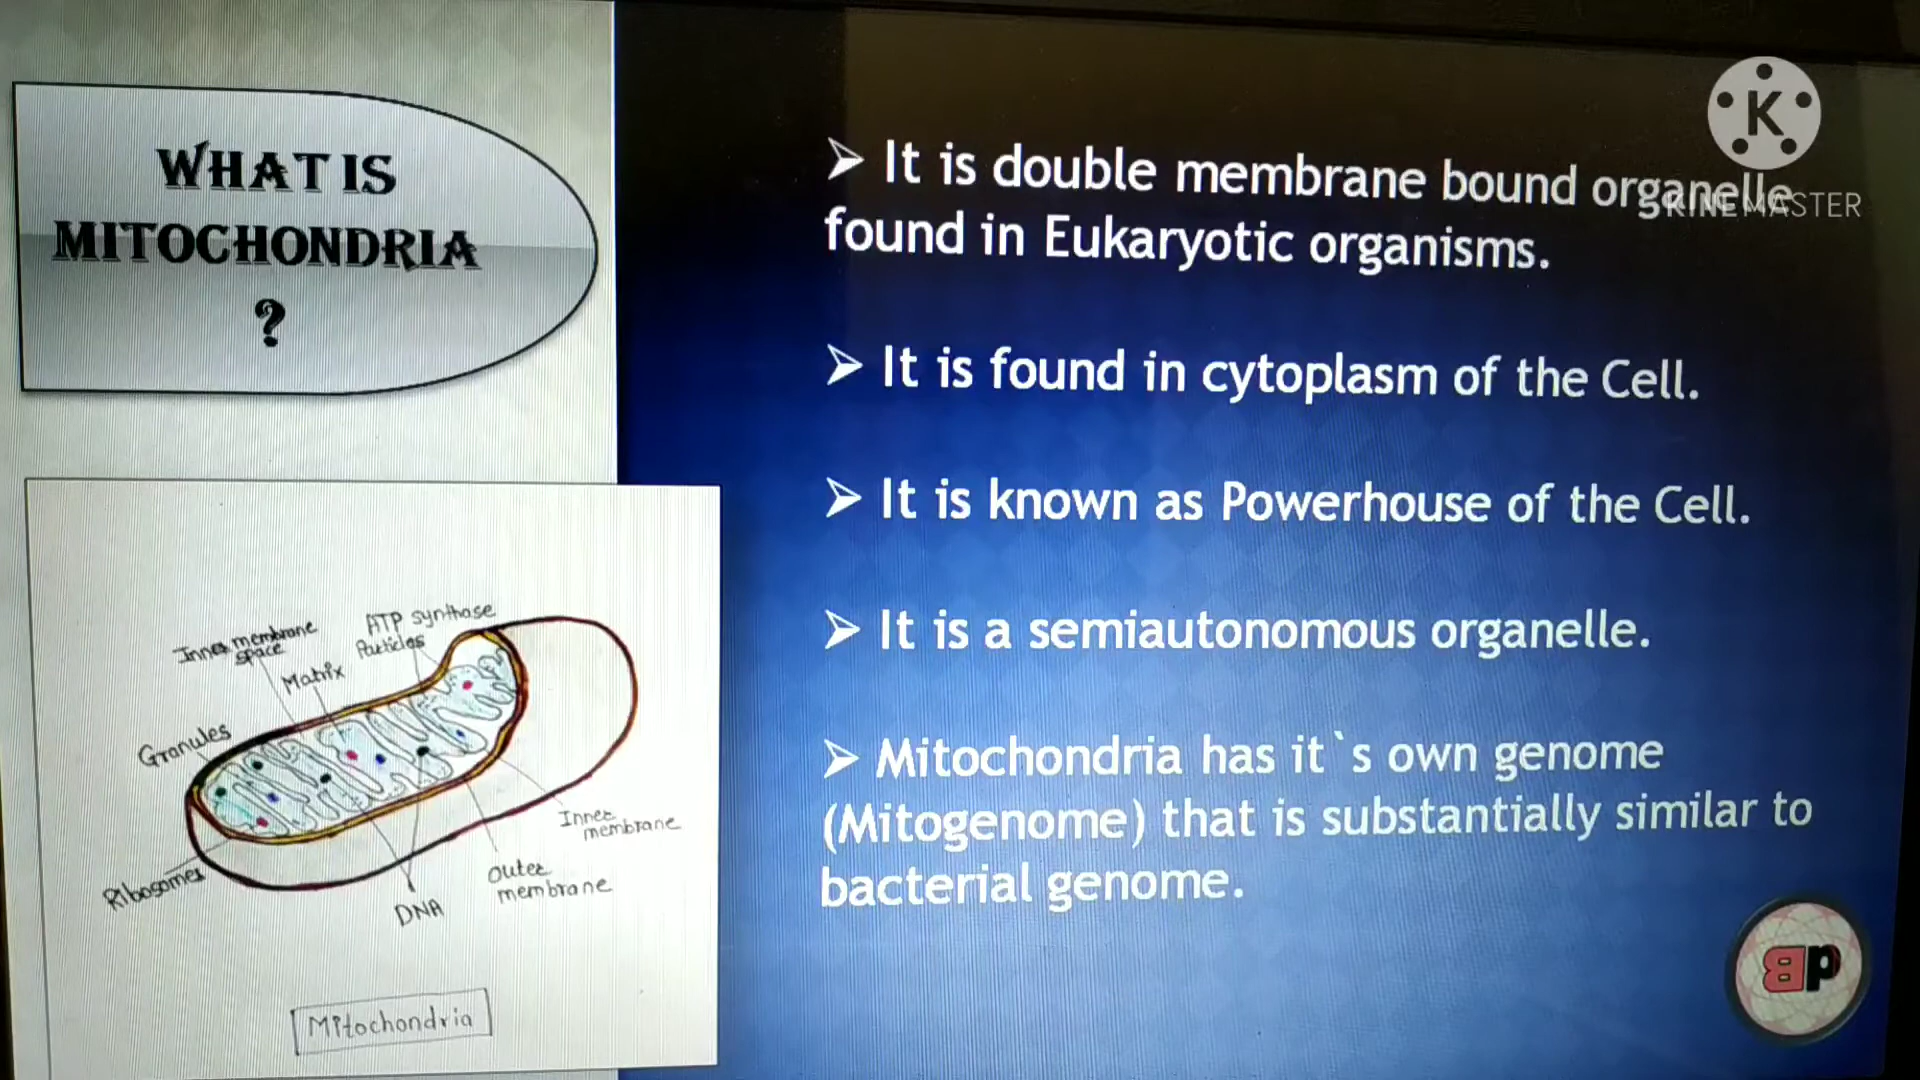 WHAT IS
MITOCHONDRIA
?
➢ It is double membrane bound organelle
found in Eukaryotic organisms.
➢ It is found in cytoplasm of the Cell.
➢ It is known as Powerhouse of the Cell.
➢ It is a semiautonomous organelle.
➢ Mitochondria has it`s own genome
(Mitogenome) that is substantially similar to
bacterial genome.
K
KINEMASTER
Inner membrane
space
Matrix
ATP synthase
Particles
Granules
Ribosomes
DNA
Outer
membrane
Inner
membrane
Mitochondria
BP